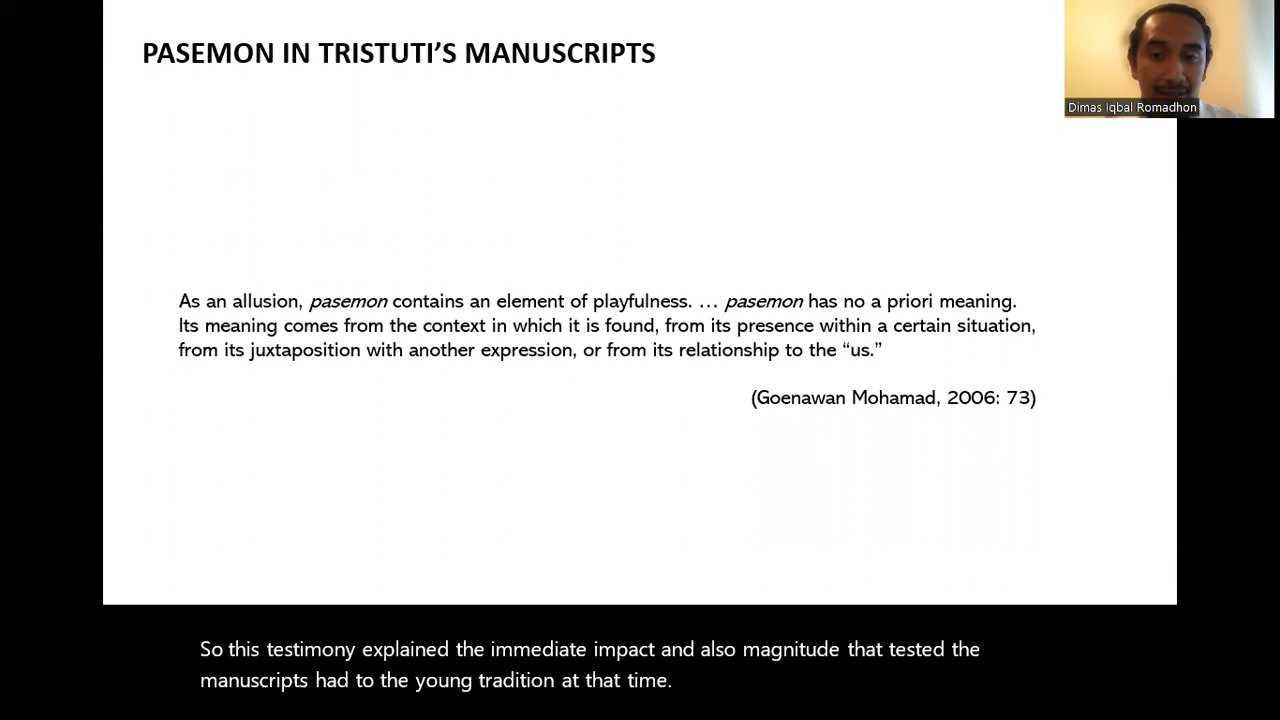 PASEMON IN TRISTUTI’S MANUSCRIPTS
Dimas Iqbal Romadhon
As an allusion, pasemon contains an element of playfulness. … pasemon has no a priori meaning.
Its meaning comes from the context in which it is found, from its presence within a certain situation,
from its juxtaposition with another expression, or from its relationship to the “us.”
(Goenawan Mohamad, 2006: 73)
So this testimony explained the immediate impact and also magnitude that tested the
manuscripts had to the young tradition at that time.